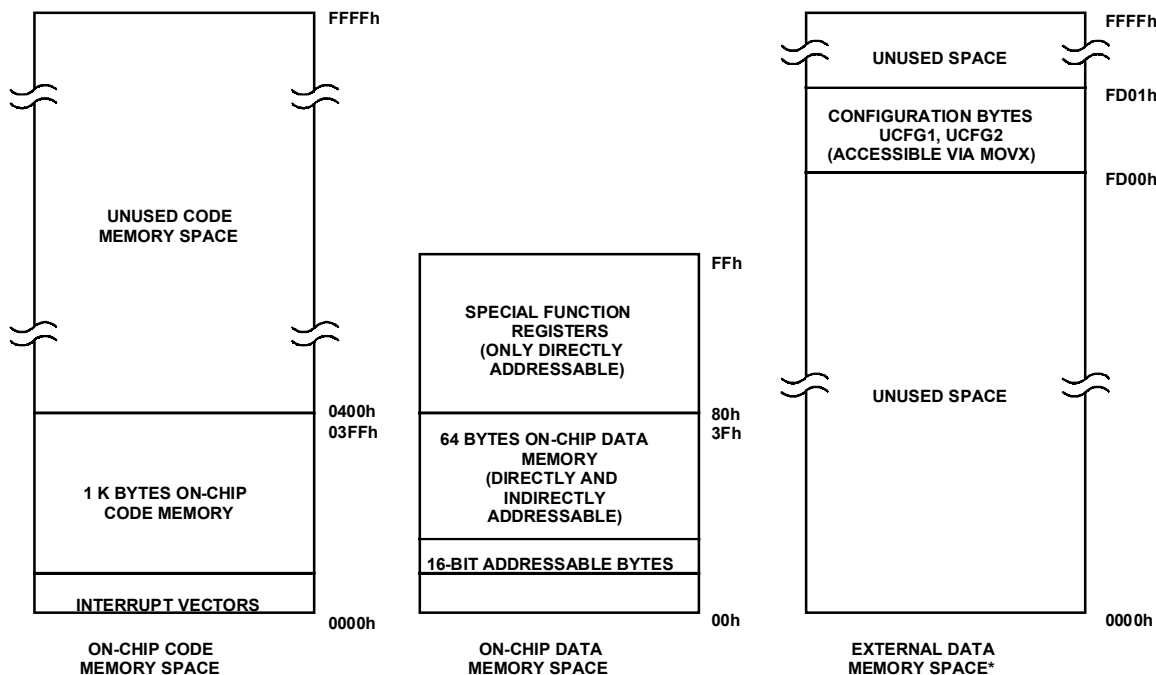 FFFFh
UNUSED CODE
MEMORY SPACE
0400h
03FFh
1 K BYTES ON-CHIP
CODE MEMORY
INTERRUPT VECTORS
0000h
ON-CHIP CODE
MEMORY SPACE
FFh
SPECIAL FUNCTION
REGISTERS
(ONLY DIRECTLY
ADDRESSABLE)
80h
3Fh
64 BYTES ON-CHIP DATA
MEMORY
(DIRECTLY AND
INDIRECTLY
ADDRESSABLE)
16-BIT ADDRESSABLE BYTES
00h
ON-CHIP DATA
MEMORY SPACE
FFFFh
UNUSED SPACE
FD01h
CONFIGURATION BYTES
UCFG1, UCFG2
(ACCESSIBLE VIA MOVX)
FD00h
UNUSED SPACE
0000h
EXTERNAL DATA
MEMORY SPACE*